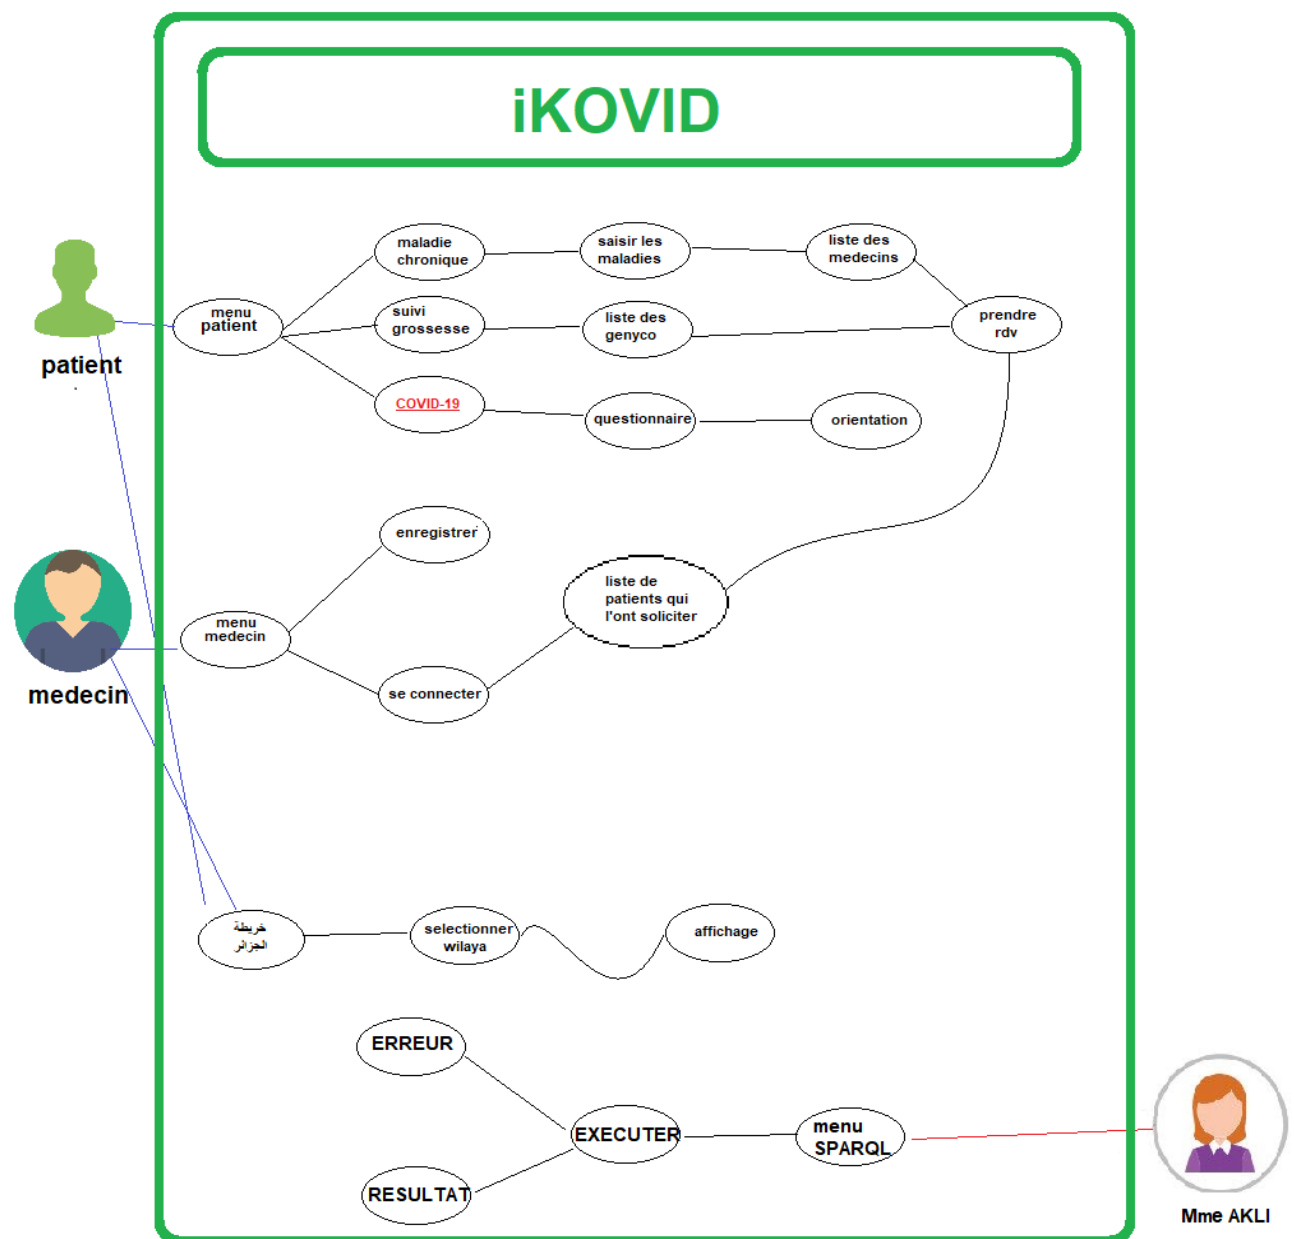 iKOVID
maladie
chronique
saisir les
maladies
liste des
medecins
menu
patient
suivi
grossesse
liste des
genyco
prendre
rdv
patient
COVID-19
questionnaire
orientation
enregistrer
liste de
patients qui
l'ont soliciter
menu
medecin
se connecter
medecin
خريطة
الجزائر
selectionner
wilaya
affichage
ERREUR
EXECUTER
menu
SPARQL
RESULTAT
Mme AKLI